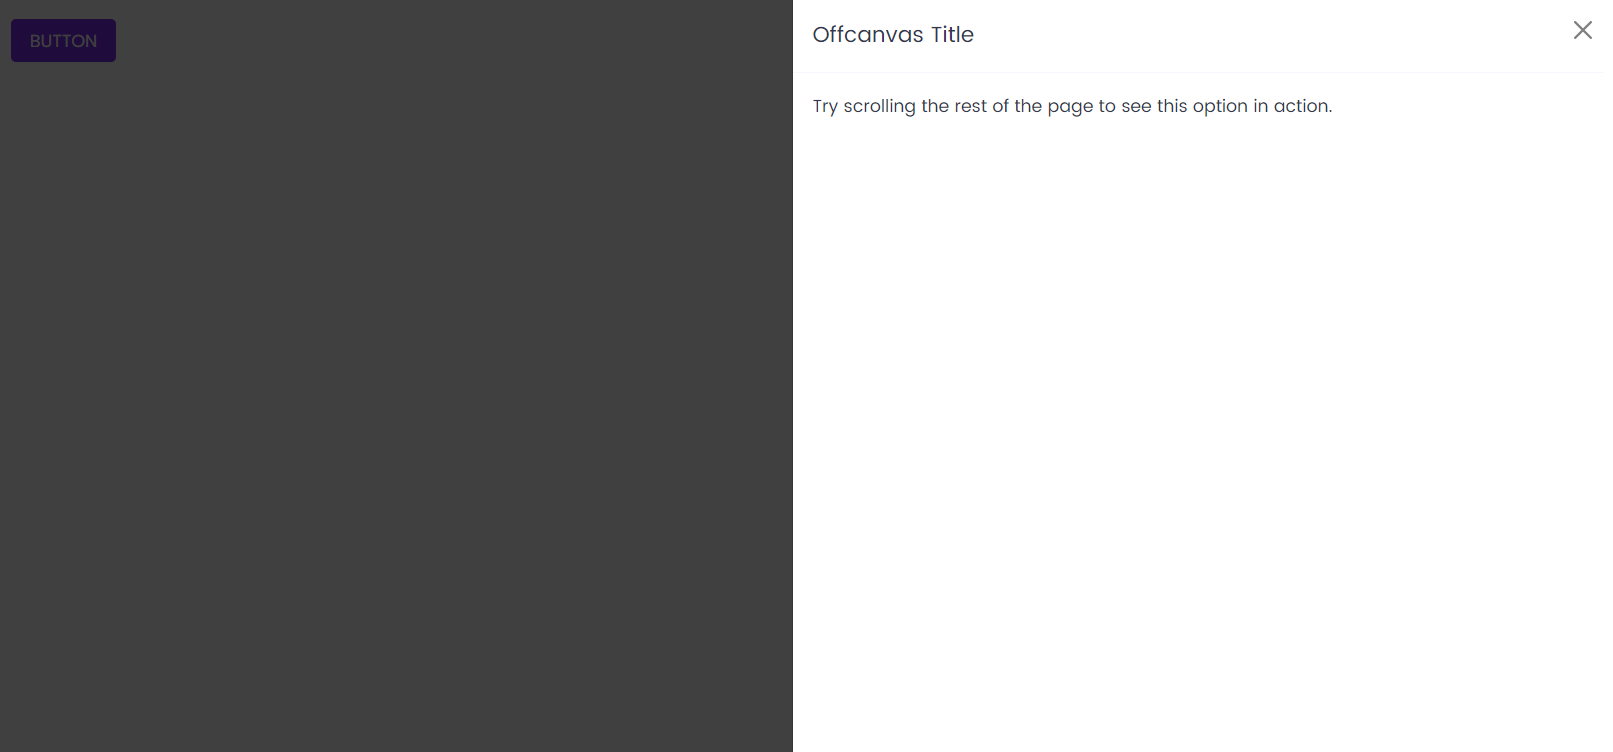 BUTTON
Offcanvas Title
Try scrolling the rest of the page to see this option in action.